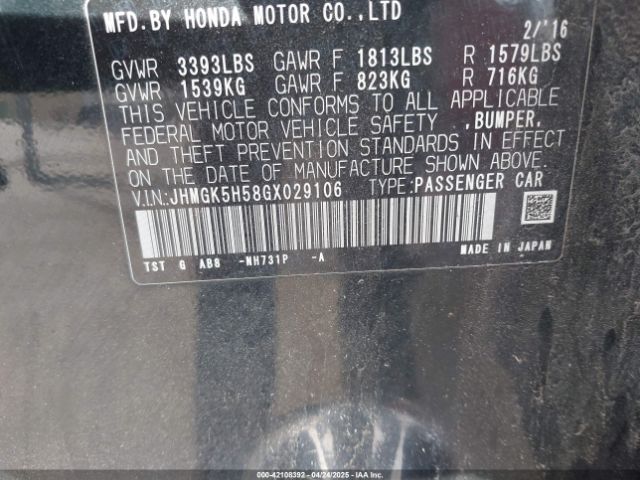 MFD.BY HONDA MOTOR CO.,LTD 2/'16
GVWR 3393LBS GAWR F 1813LBS R 1579LBS
GVWR 1539KG GAWR F 823KG R 716KG
THIS VEHICLE CONFORMS TO ALL APPLICABLE
FEDERAL MOTOR VEHICLE SAFETY ,BUMPER,
AND THEFT PREVENTION STANDARDS IN EFFECT
ON THE DATE OF MANUFACTURE SHOWN ABOVE.
V.I.N:JHMGK5H58GX029106 TYPE:PASSENGER CAR
TST G AB8 -NH731P -A MADE IN JAPAN
000-42108392 - 04/24/2025 - IAAI.COM